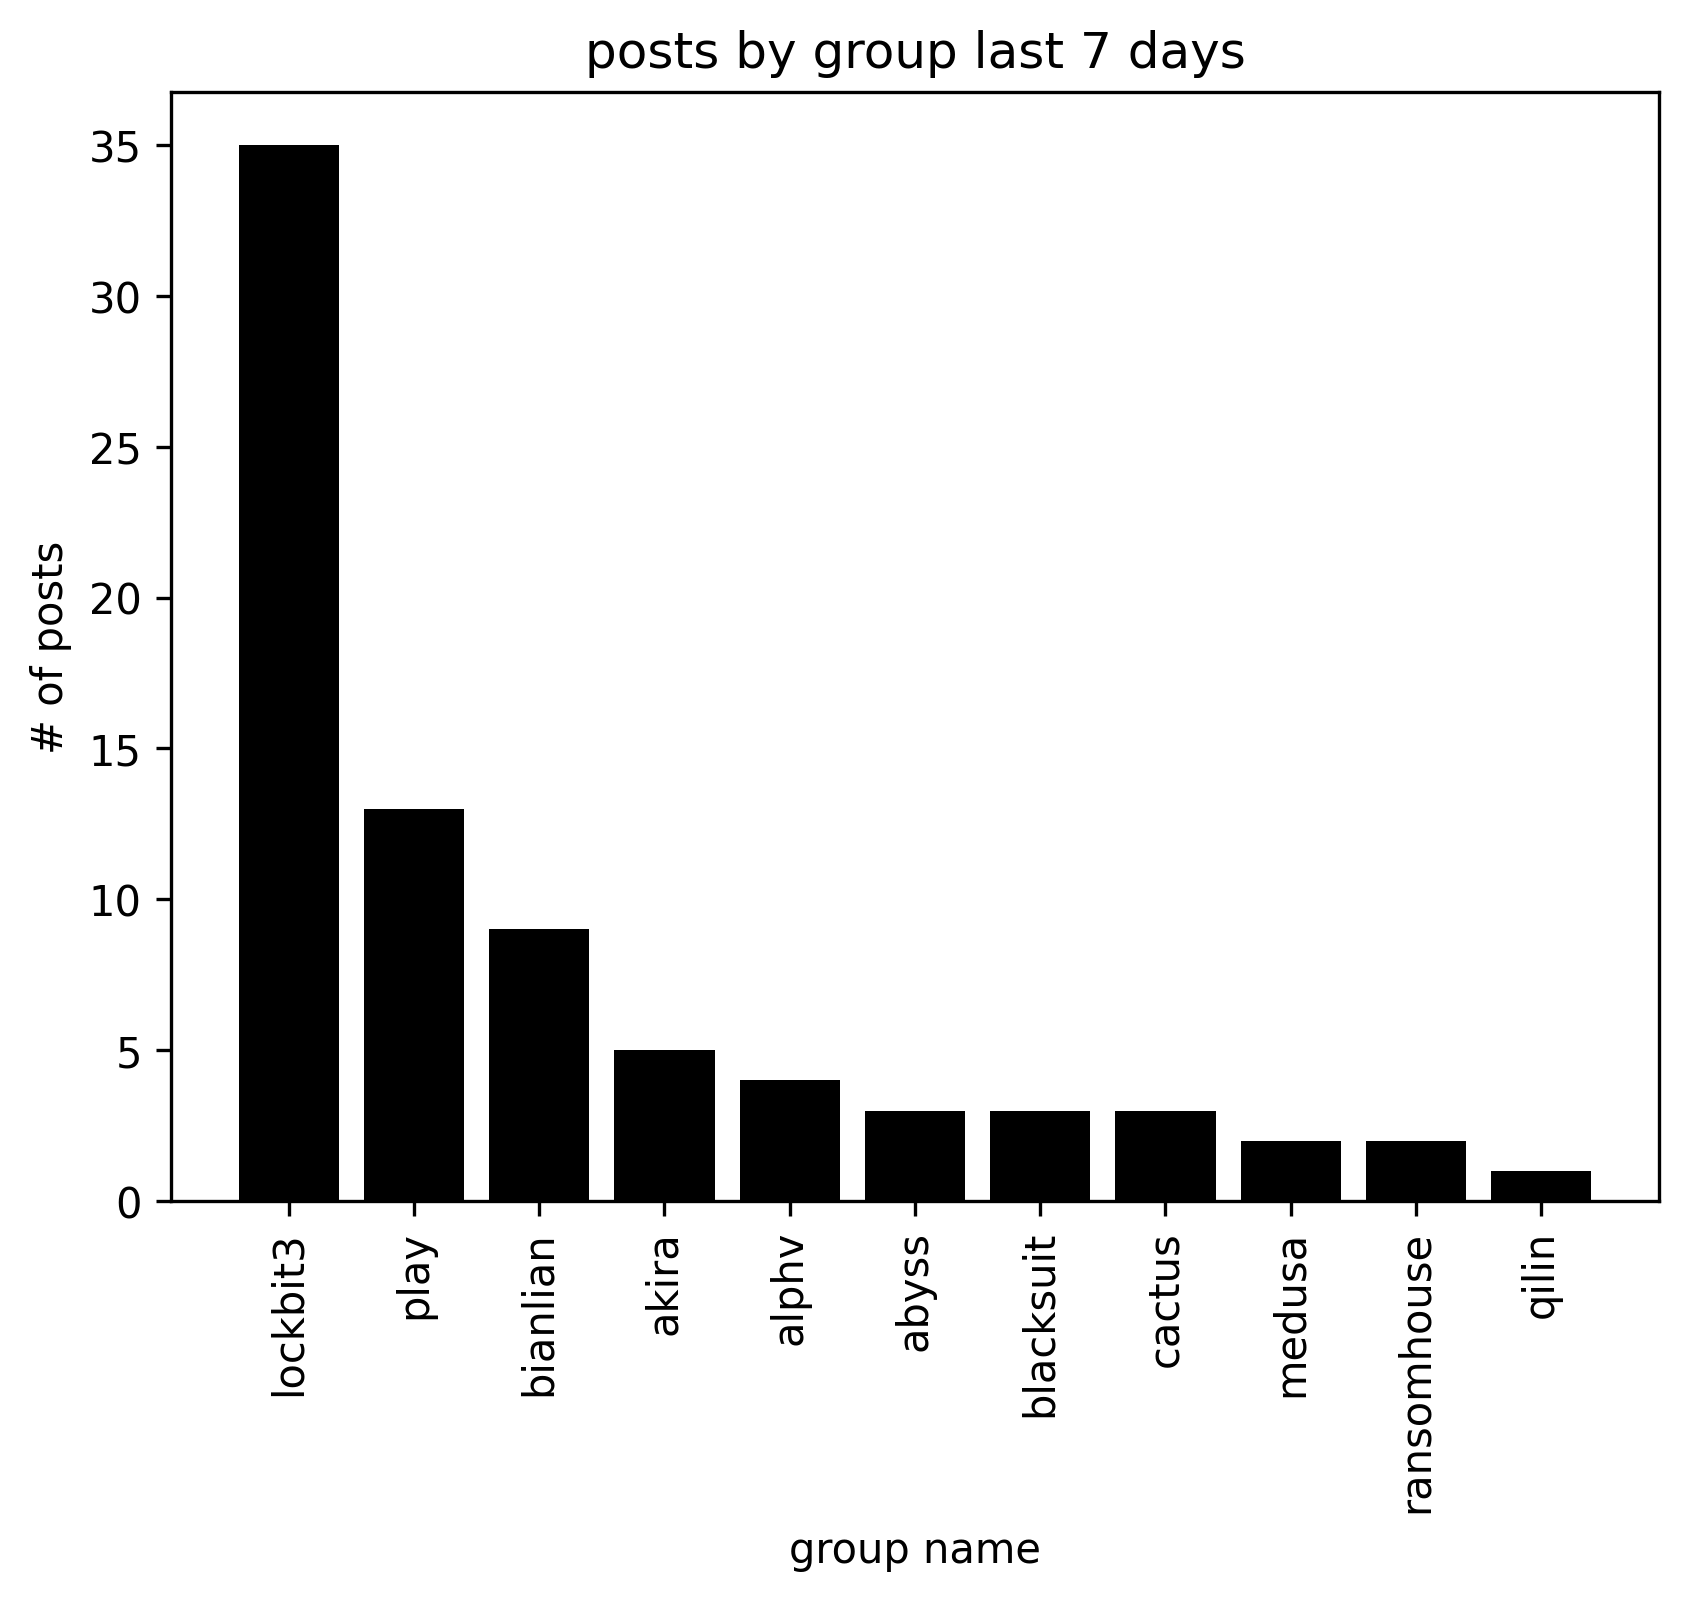 posts by group last 7 days
35
30
25
20
15
10
5
0
# of posts
lockbit3
play
bianlian
akira
alphv
abyss
blacksuit
cactus
medusa
ransomhouse
qilin
group name